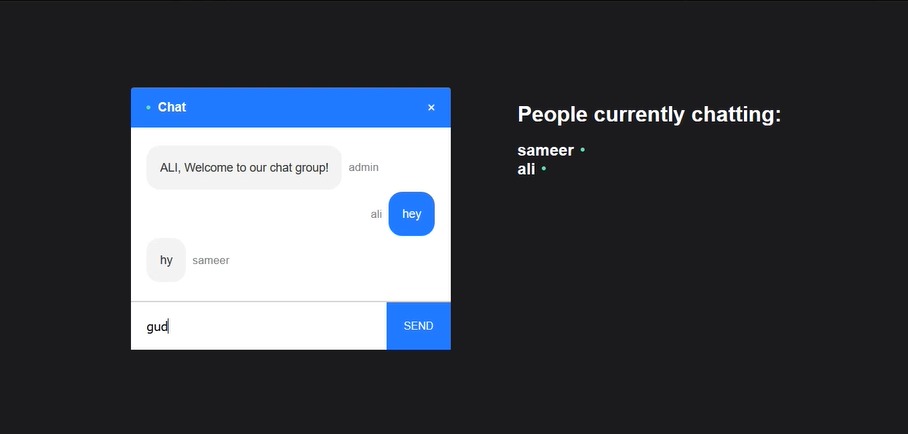 Chat ×
ALI, Welcome to our chat group! admin
ali hey
hy sameer
gud SEND
People currently chatting:
sameer
ali